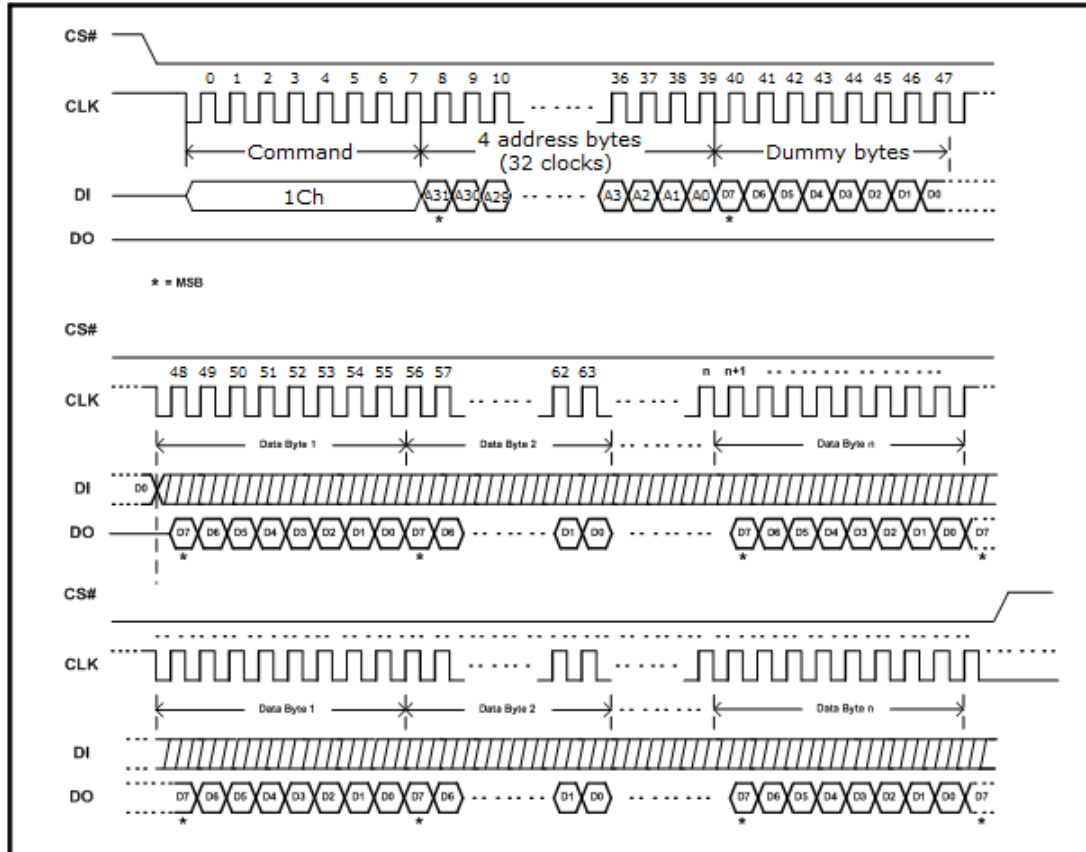 CS#
0 1 2 3 4 5 6 7 8 9 10 36 37 38 39 40 41 42 43 44 45 46 47
CLK
Command 4 address bytes Dummy bytes
(32 clocks)
DI 1Ch A31 A30 A29 A3 A2 A1 A0 D7 D6 D5 D4 D3 D2 D1 D0
* *
DO
* = MSB
CS#
48 49 50 51 52 53 54 55 56 57 62 63 n n+1
CLK
Data Byte 1 Data Byte 2 Data Byte n
DI D0
DO D7 D6 D5 D4 D3 D2 D1 D0 D7 D6 D1 D0 D7 D6 D5 D4 D3 D2 D1 D0 D7
* * * *
CS#
CLK
Data Byte 1 Data Byte 2 Data Byte n
DI
DO D7 D6 D5 D4 D3 D2 D1 D0 D7 D6 D1 D0 D7 D6 D5 D4 D3 D2 D1 D0 D7
* * * *